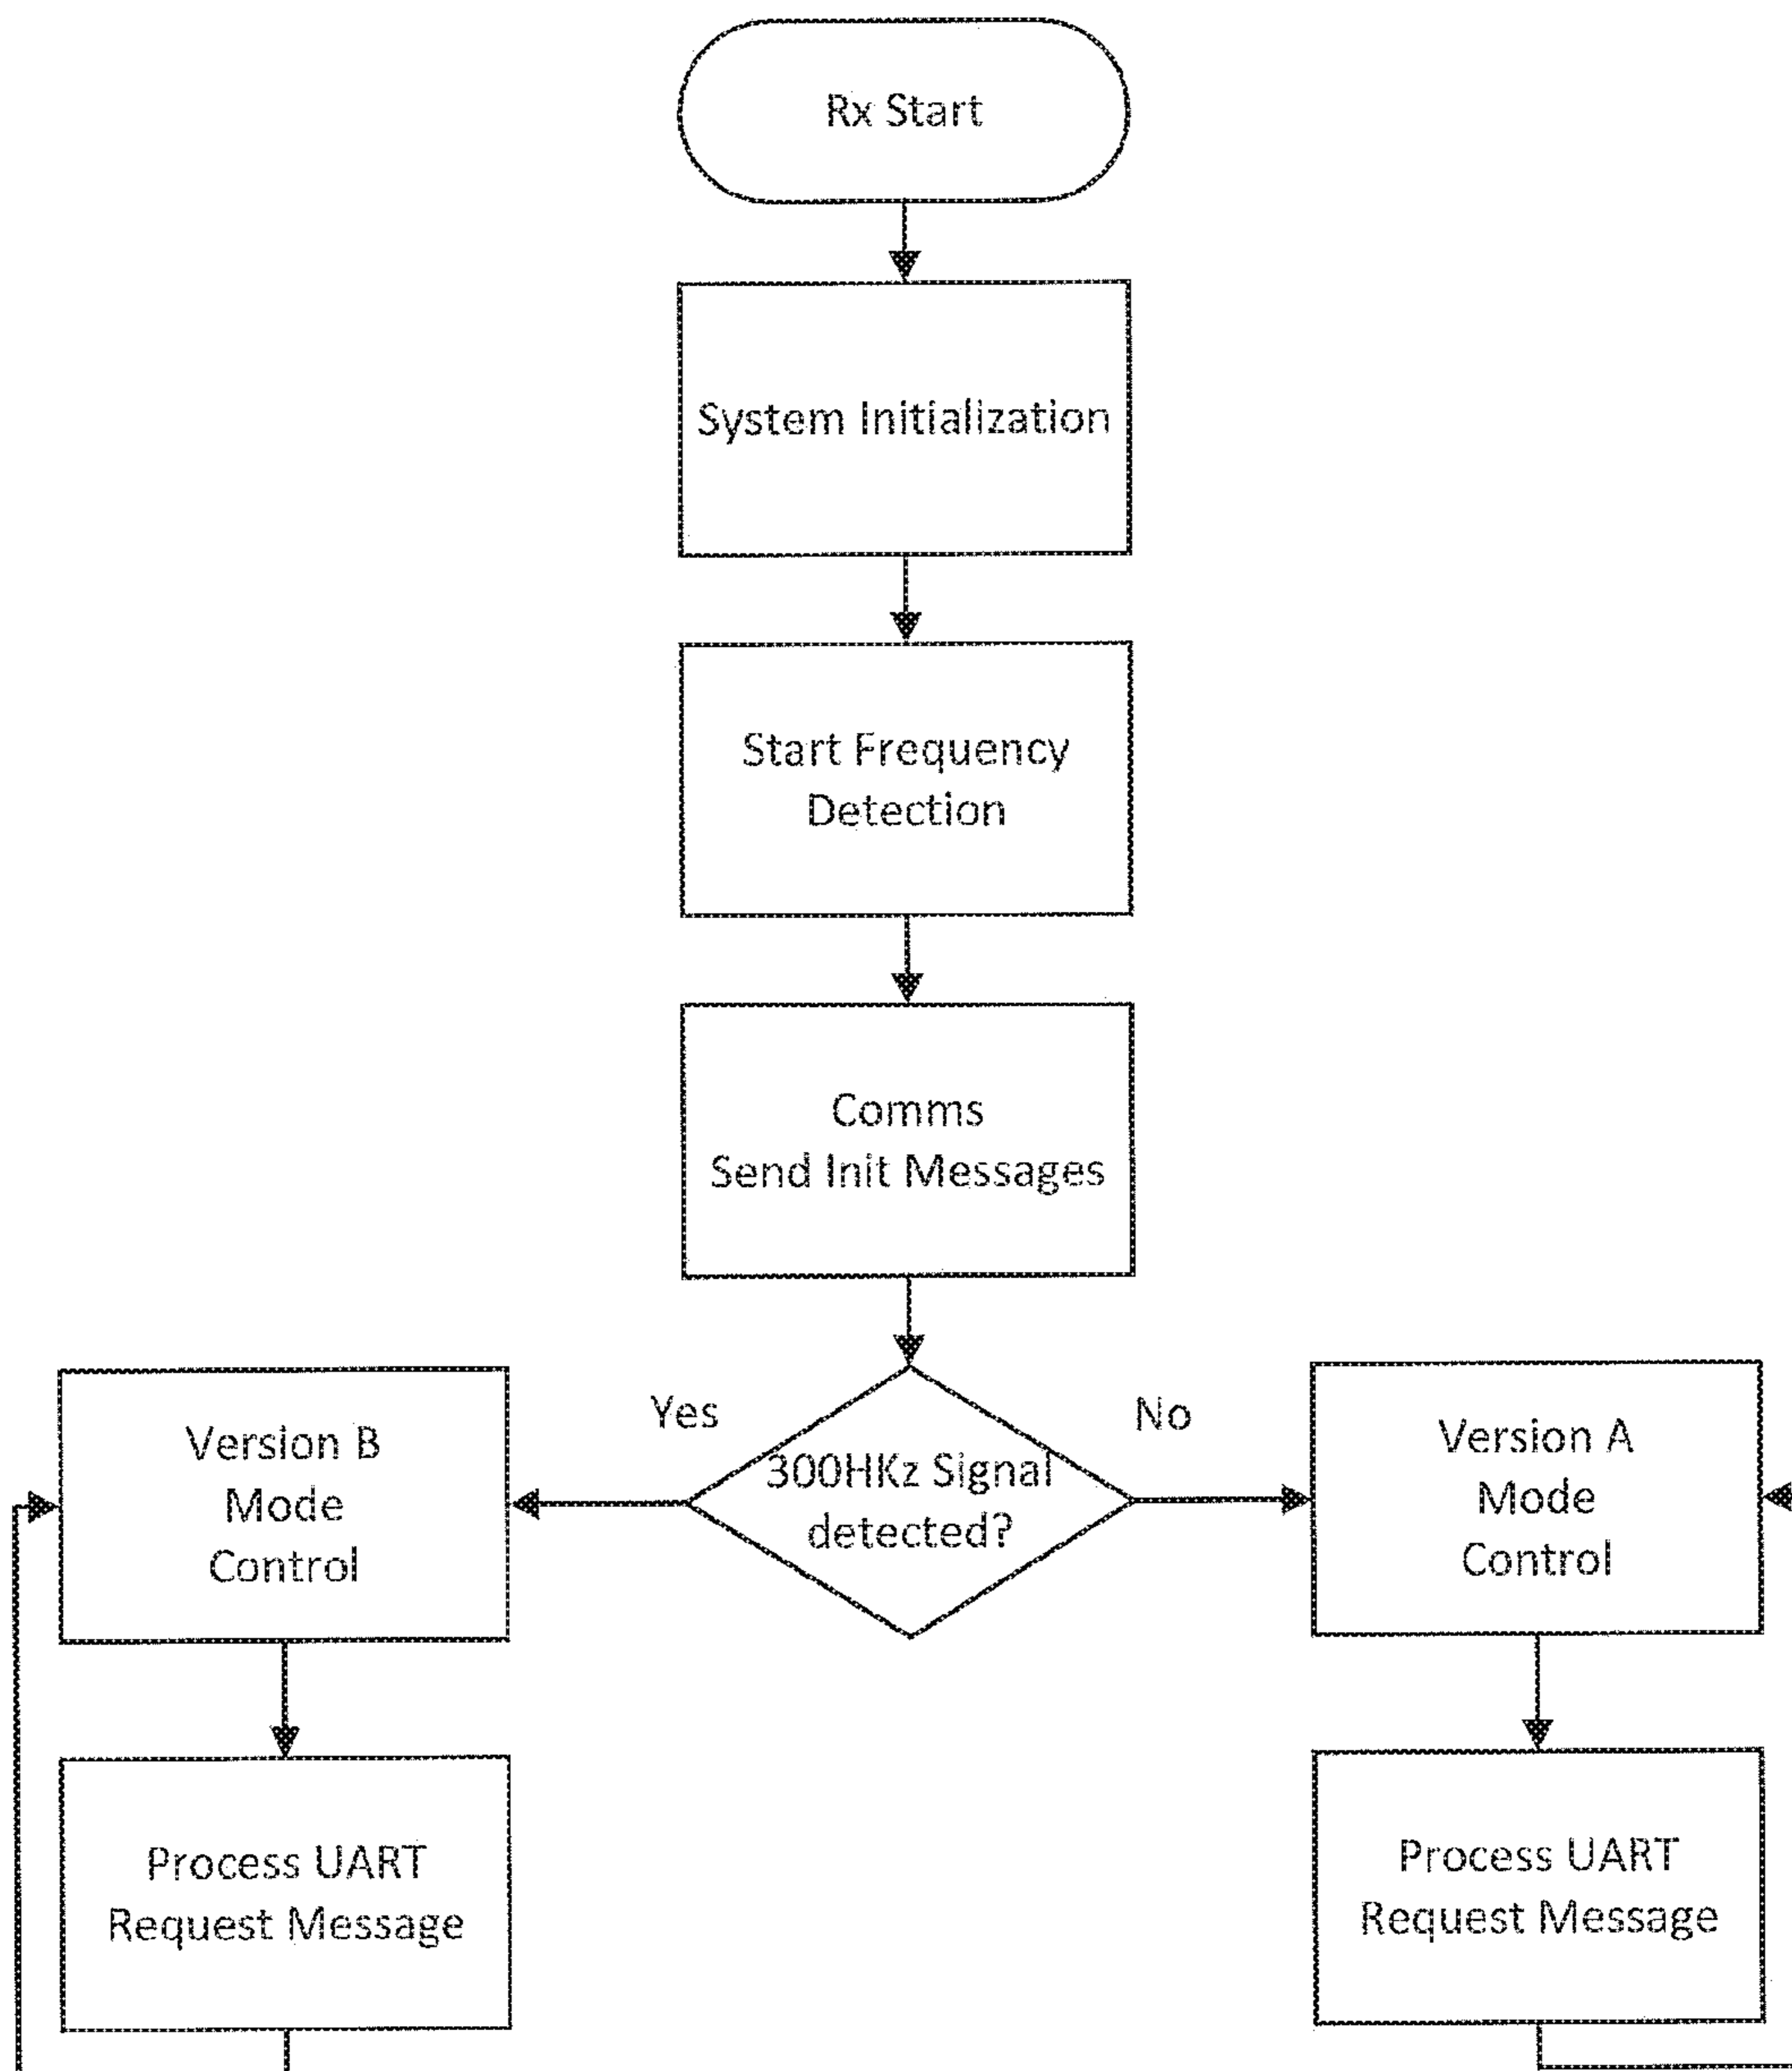 Rx Start
System Initialization
Start Frequency
Detection
Comms
Send Init Messages
Yes
No
Version B
Mode
Control
300HKz Signal
detected?
Version A
Mode
Control
Process UART
Request Message
Process UART
Request Message